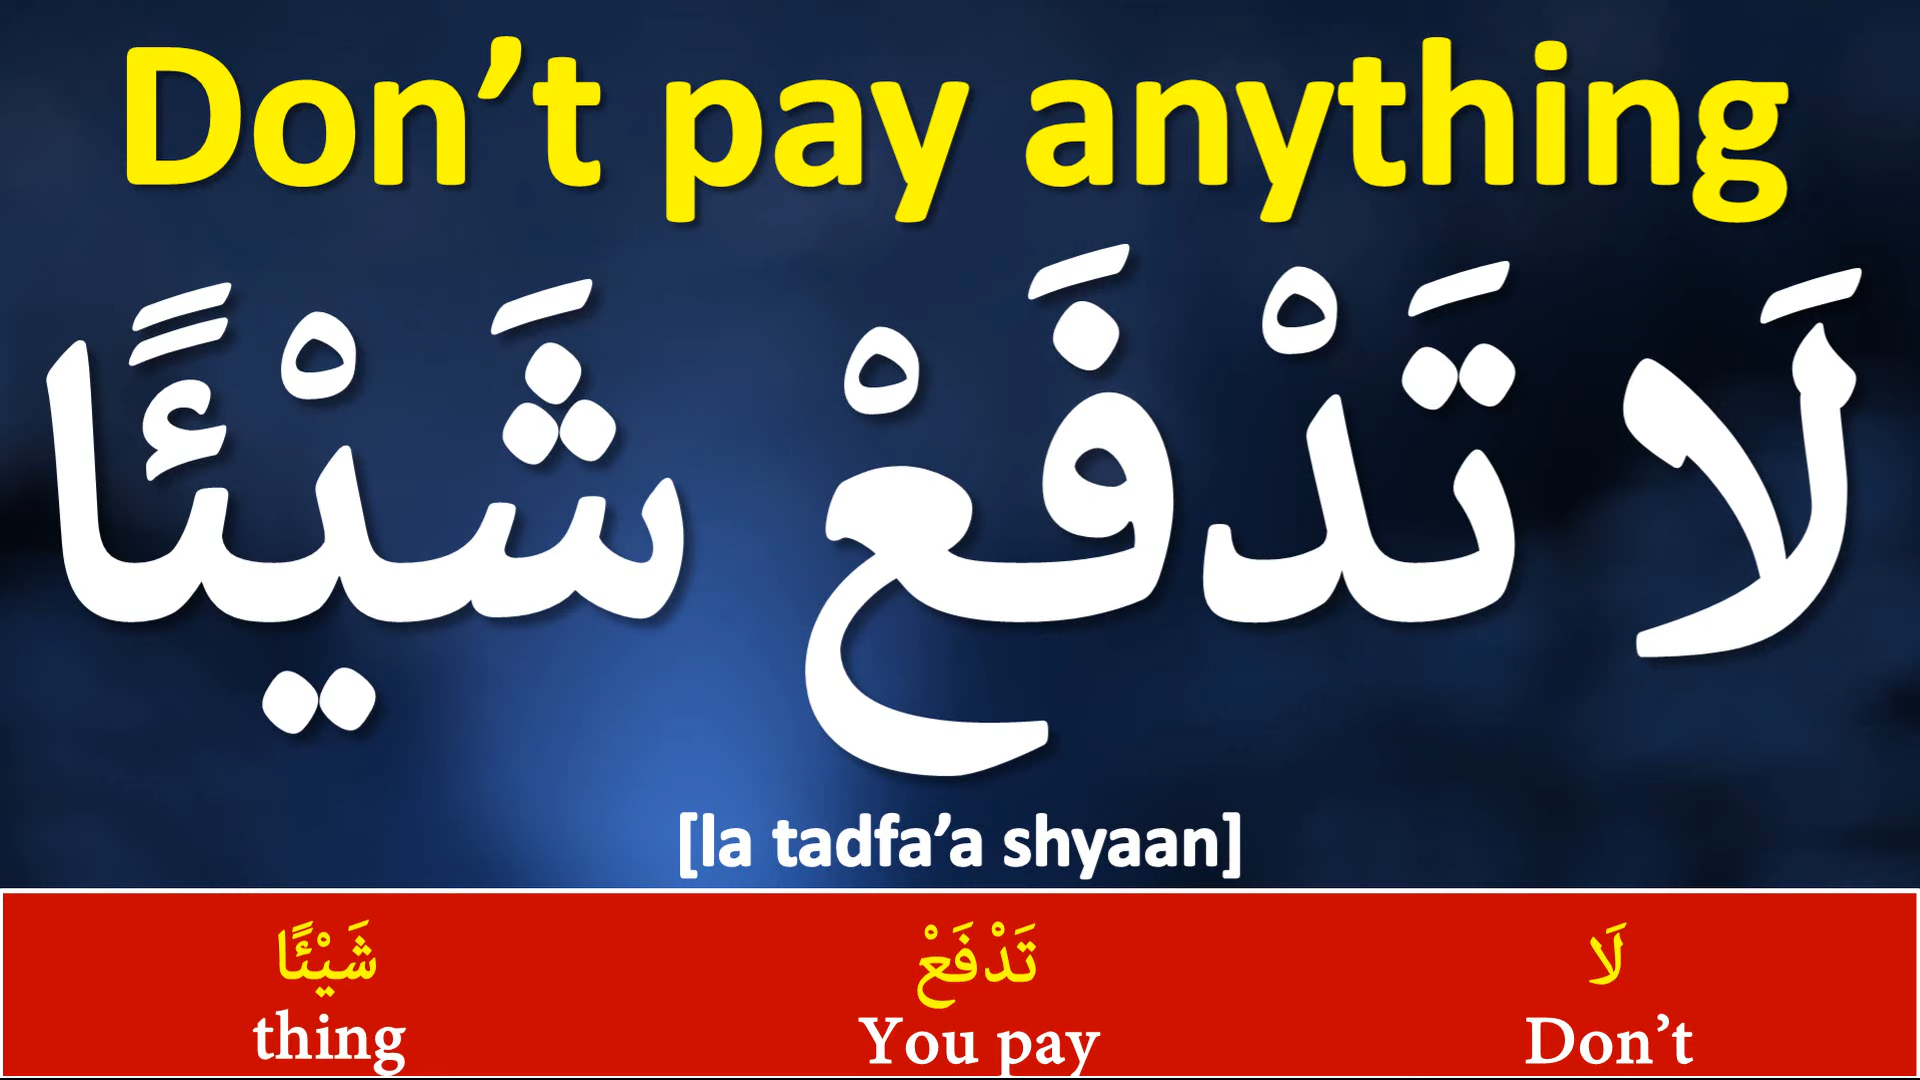 Don’t pay anything
لَا تَدْفَعْ شَيْئًا
[la tadfa’a shyaan]
لَا تَدْفَعْ شَيْئًا
Don’t You pay thing